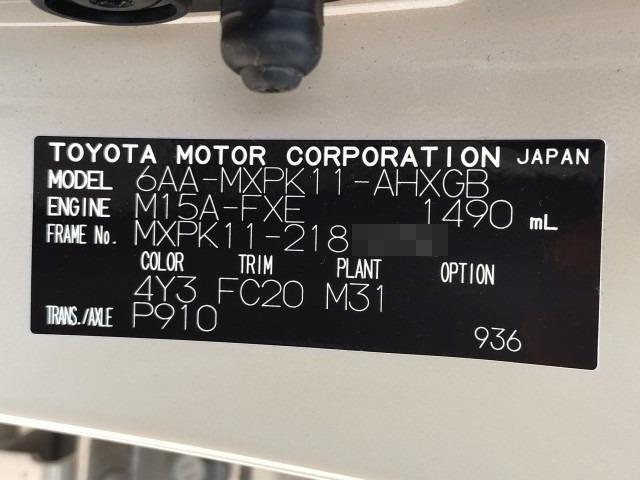 TOYOTA MOTOR CORPORATION JAPAN
MODEL 6AA-MXPK11-AHXGB
ENGINE M15A-FXE 1490 mL
FRAME No. MXPK11-218
COLOR TRIM PLANT OPTION
4Y3 FC20 M31
TRANS./AXLE P910
936